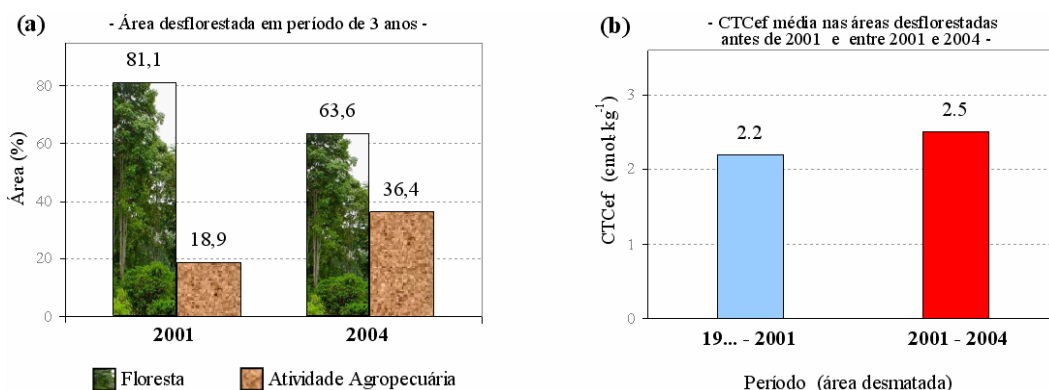 (a)
- Área desflorestada em período de 3 anos -
81,1
63,6
36,4
18,9
Área (%)
80
60
40
20
0
2001
2004
Floresta
Atividade Agropecuária
(b)
- CTCef média nas áreas desflorestadas
antes de 2001 e entre 2001 e 2004 -
2.2
2.5
CTCef (cmol.kg⁻¹)
3
2
1
0
19... - 2001
2001 - 2004
Período (área desmatada)